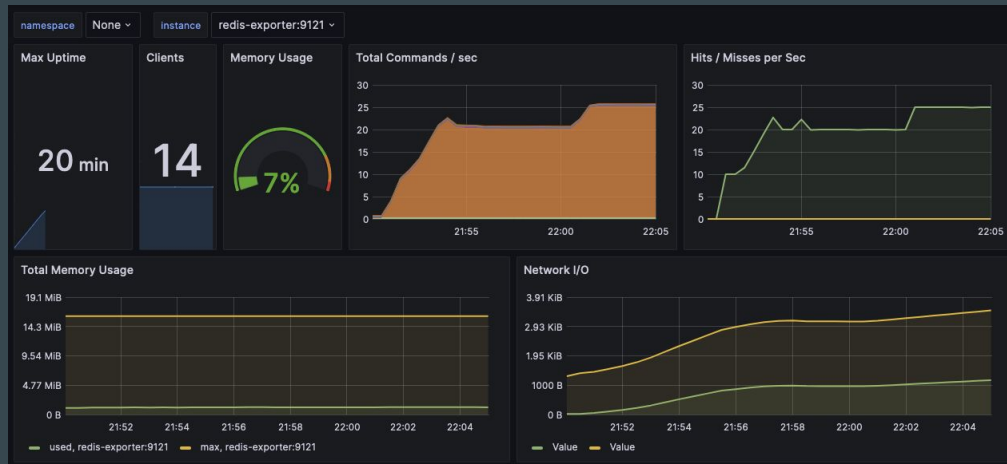 namespace None instance redis-exporter:9121
Max Uptime
20 min
Clients
14
Memory Usage
7%
Total Commands / sec
30
25
20
15
10
5
0
21:55 22:00 22:05
Hits / Misses per Sec
30
25
20
15
10
5
0
21:55 22:00 22:05
Total Memory Usage
19.1 MiB
14.3 MiB
9.54 MiB
4.77 MiB
0 B
21:52 21:54 21:56 21:58 22:00 22:02 22:04
used, redis-exporter:9121 max, redis-exporter:9121
Network I/O
3.91 KiB
2.93 KiB
1.95 KiB
1000 B
0 B
21:52 21:54 21:56 21:58 22:00 22:02 22:04
Value Value